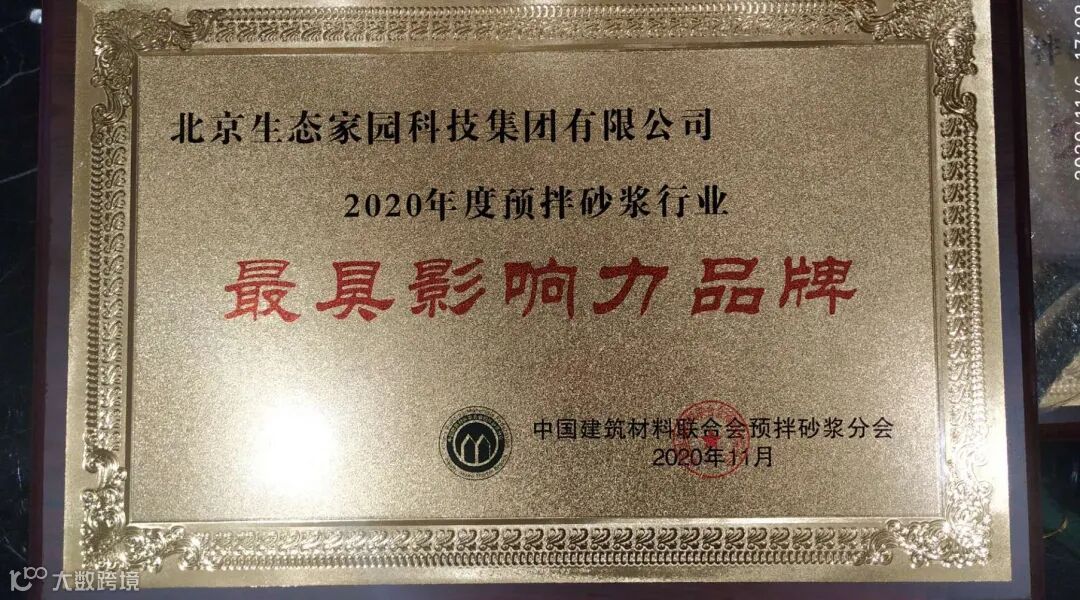 北京生态家园科技集团有限公司
2020年度预拌砂浆行业
最具影响力品牌
中国建筑材料联合会预拌砂浆分会
2020年11月
大数跨境